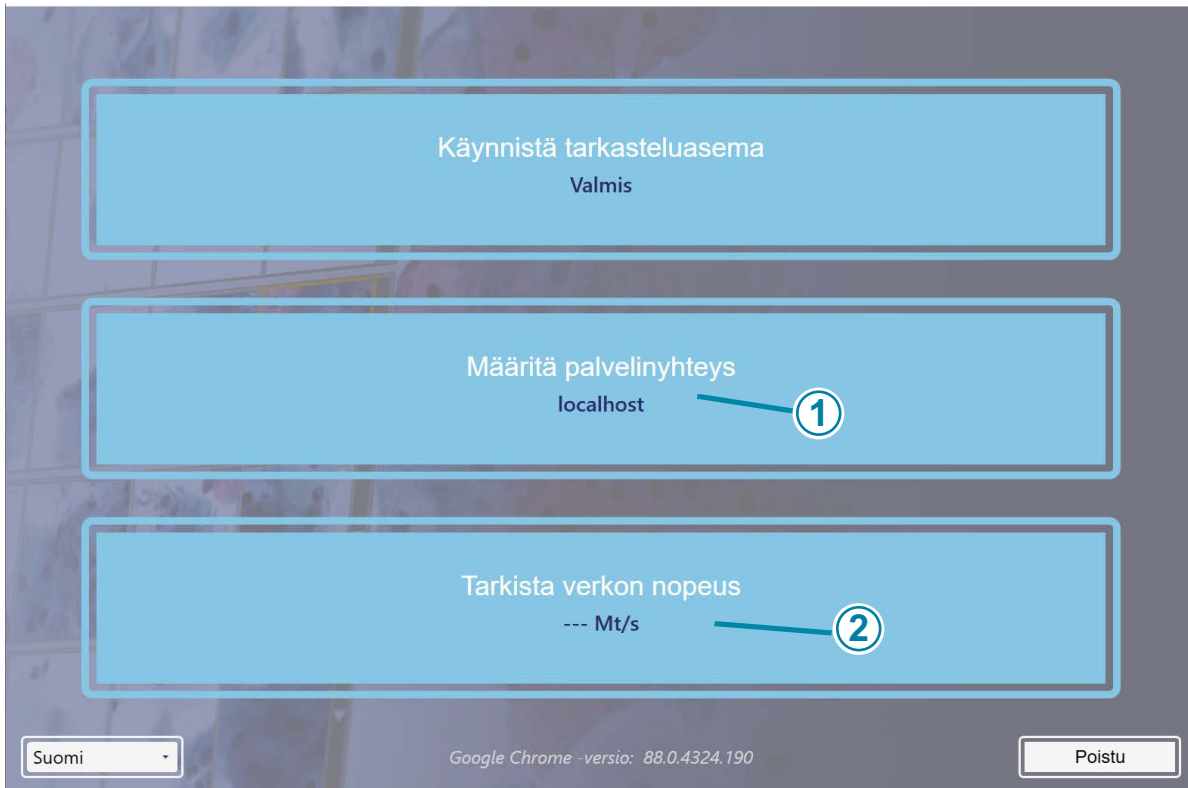 Käynnistä tarkasteluasema
Valmis
Määritä palvelinyhteys
localhost
1
Tarkista verkon nopeus
--- Mt/s
2
Suomi
Google Chrome -versio: 88.0.4324.190
Poistu